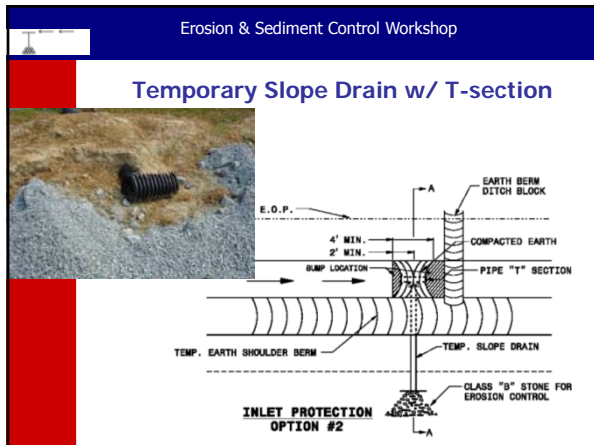 Erosion & Sediment Control Workshop
Temporary Slope Drain w/ T-section
A
EARTH BERM
DITCH BLOCK
E.O.P.
4' MIN.
2' MIN.
COMPACTED EARTH
BUMP LOCATION
PIPE "T" SECTION
TEMP. EARTH SHOULDER BERM
TEMP. SLOPE DRAIN
CLASS "B" STONE FOR
EROSION CONTROL
INLET PROTECTION
OPTION #2
A